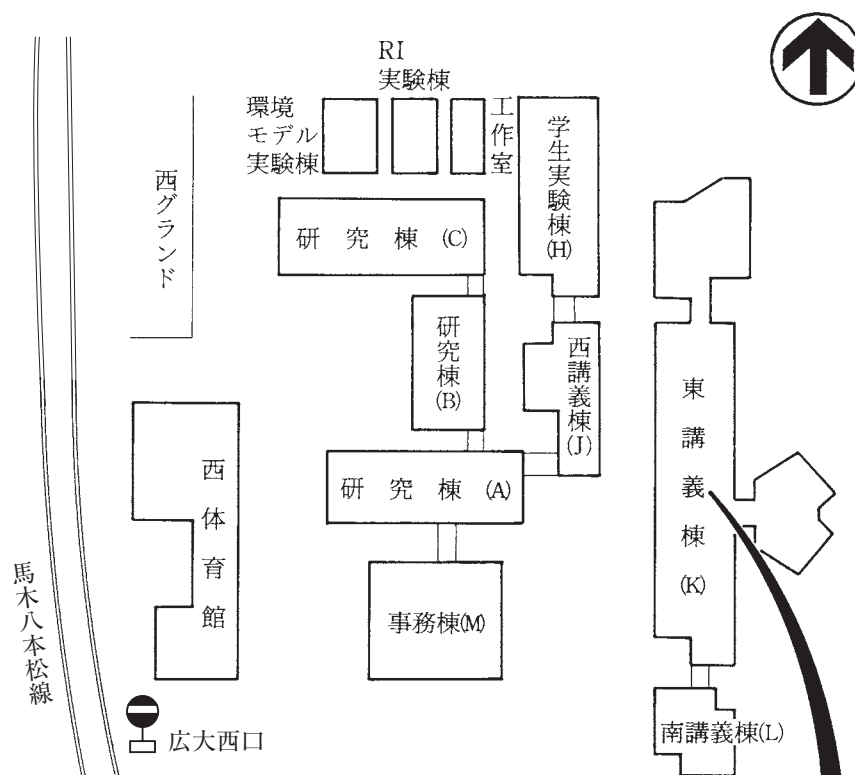 RI
実験棟
環境
モデル
実験棟
工作室
学生実験棟(H)
西グランド
研究棟(C)
研究棟(B)
西講義棟(J)
東講義棟(K)
西体育館
研究棟(A)
事務棟(M)
馬木八本松線
広大西口
南講義棟(L)